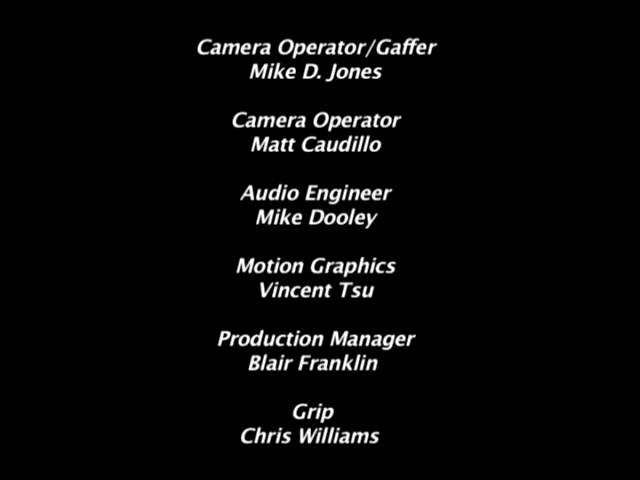 Camera Operator/Gaffer
Mike D. Jones
Camera Operator
Matt Caudillo
Audio Engineer
Mike Dooley
Motion Graphics
Vincent Tsu
Production Manager
Blair Franklin
Grip
Chris Williams